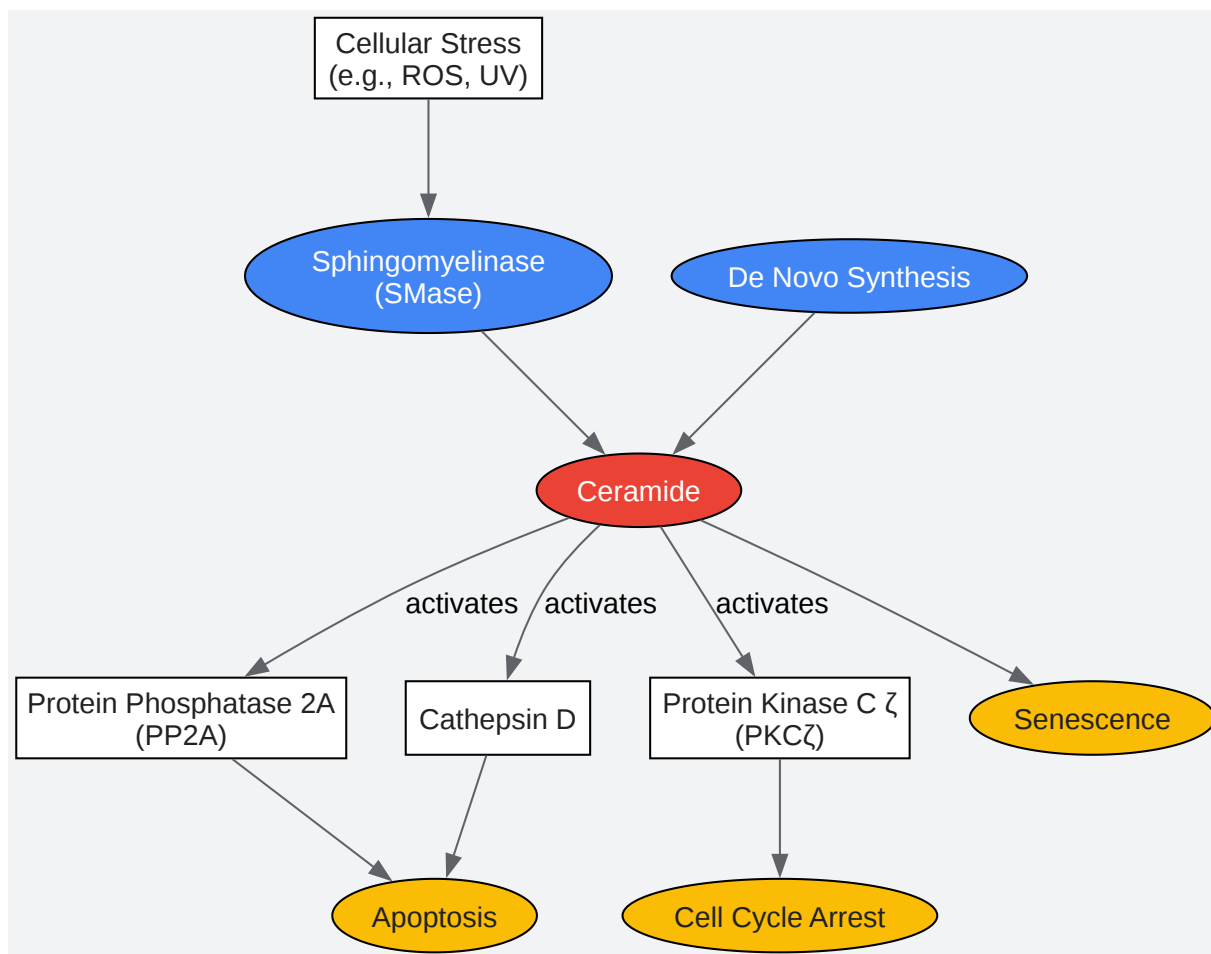 Cellular Stress
(e.g., ROS, UV)
Sphingomyelinase
(SMase)
De Novo Synthesis
Ceramide
activates
activates
activates
Protein Phosphatase 2A
(PP2A)
Cathepsin D
Protein Kinase C ζ
(PKCζ)
Senescence
Apoptosis
Cell Cycle Arrest